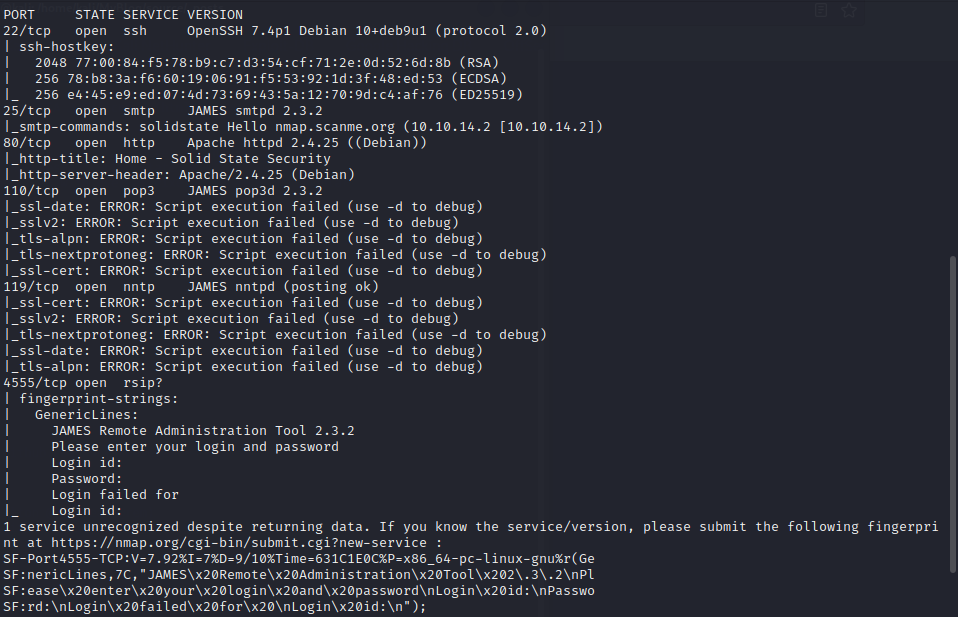 PORT     STATE SERVICE VERSION
22/tcp   open  ssh     OpenSSH 7.4p1 Debian 10+deb9u1 (protocol 2.0)
| ssh-hostkey:
|   2048 77:00:84:f5:78:b9:c7:d3:54:cf:71:2e:0d:52:6d:8b (RSA)
|   256 78:b8:3a:f6:60:19:06:91:f5:53:92:1d:3f:48:ed:53 (ECDSA)
|_  256 e4:45:e9:ed:07:4d:73:69:43:5a:12:70:9d:c4:af:76 (ED25519)
25/tcp   open  smtp    JAMES smtpd 2.3.2
|_smtp-commands: solidstate Hello nmap.scanme.org (10.10.14.2 [10.10.14.2])
80/tcp   open  http    Apache httpd 2.4.25 ((Debian))
|_http-title: Home - Solid State Security
|_http-server-header: Apache/2.4.25 (Debian)
110/tcp  open  pop3    JAMES pop3d 2.3.2
|_ssl-date: ERROR: Script execution failed (use -d to debug)
|_sslv2: ERROR: Script execution failed (use -d to debug)
|_tls-alpn: ERROR: Script execution failed (use -d to debug)
|_tls-nextprotoneg: ERROR: Script execution failed (use -d to debug)
|_ssl-cert: ERROR: Script execution failed (use -d to debug)
119/tcp  open  nntp    JAMES nntpd (posting ok)
|_ssl-cert: ERROR: Script execution failed (use -d to debug)
|_sslv2: ERROR: Script execution failed (use -d to debug)
|_tls-nextprotoneg: ERROR: Script execution failed (use -d to debug)
|_ssl-date: ERROR: Script execution failed (use -d to debug)
|_tls-alpn: ERROR: Script execution failed (use -d to debug)
4555/tcp open  rsip?
| fingerprint-strings:
|   GenericLines:
|     JAMES Remote Administration Tool 2.3.2
|     Please enter your login and password
|     Login id:
|     Password:
|     Login failed for
|_    Login id:
1 service unrecognized despite returning data. If you know the service/version, please submit the following fingerpri
nt at https://nmap.org/cgi-bin/submit.cgi?new-service :
SF-Port4555-TCP:V=7.92%I=7%D=9/10%Time=631C1E0C%P=x86_64-pc-linux-gnu%r(Ge
SF:nericLines,7C,"JAMES\x20Remote\x20Administration\x20Tool\x202\.3\.2\nPl
SF:ease\x20enter\x20your\x20login\x20and\x20password\nLogin\x20id:\nPasswo
SF:rd:\nLogin\x20failed\x20for\x20\nLogin\x20id:\n");